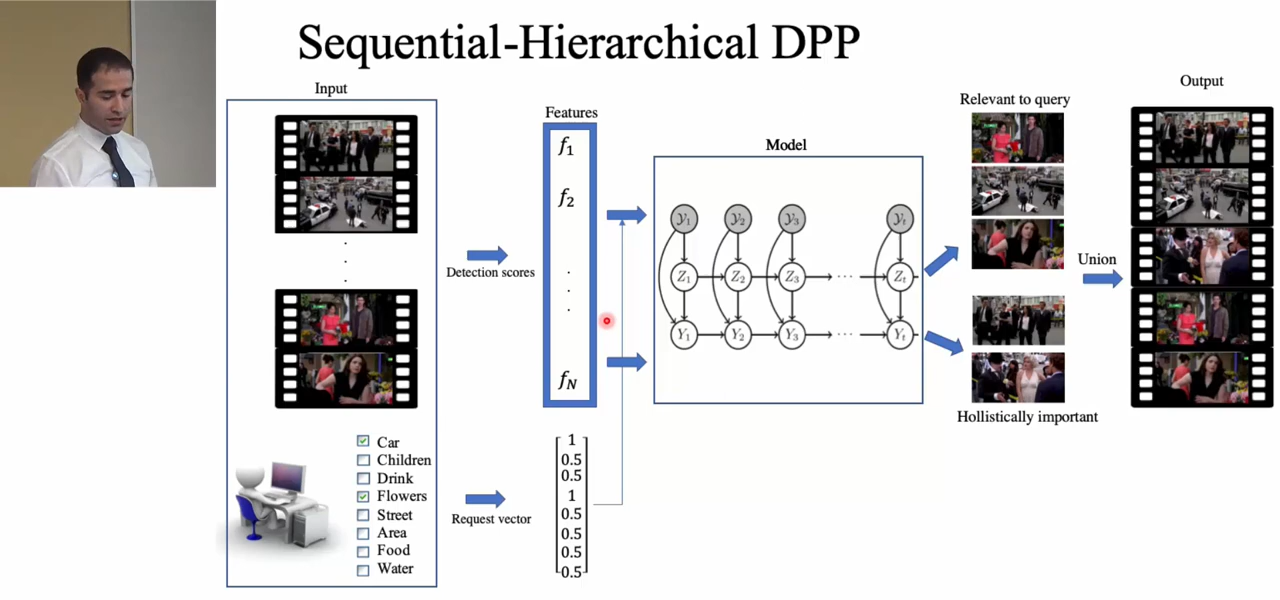 Sequential-Hierarchical DPP
Input
Detection scores
Car
Children
Drink
Flowers
Street
Area
Food
Water
Request vector
Features
f1
f2
fN
1
0.5
0.5
1
0.5
0.5
0.5
0.5
Model
𝒴1 𝒴2 𝒴3 𝒴t
Z1 Z2 Z3 ... Zt
Y1 Y2 Y3 ... Yt
Relevant to query
Hollistically important
Union
Output